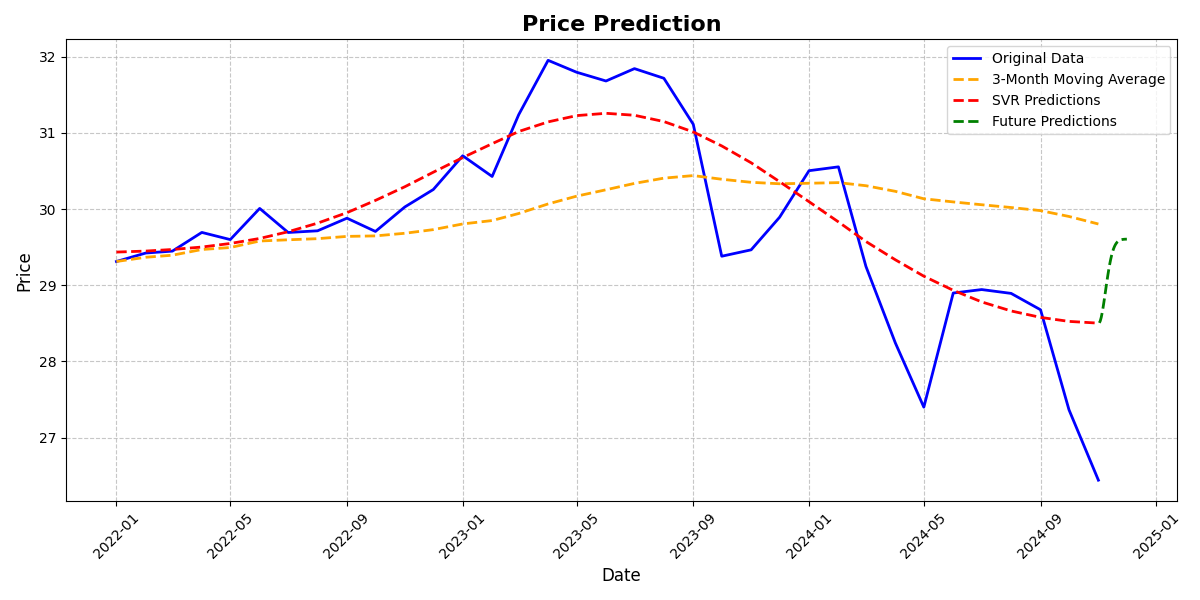 Price Prediction
Price
32
31
30
29
28
27
Original Data
3-Month Moving Average
SVR Predictions
Future Predictions
2022-01
2022-05
2022-09
2023-01
2023-05
2023-09
2024-01
2024-05
2024-09
2025-01
Date